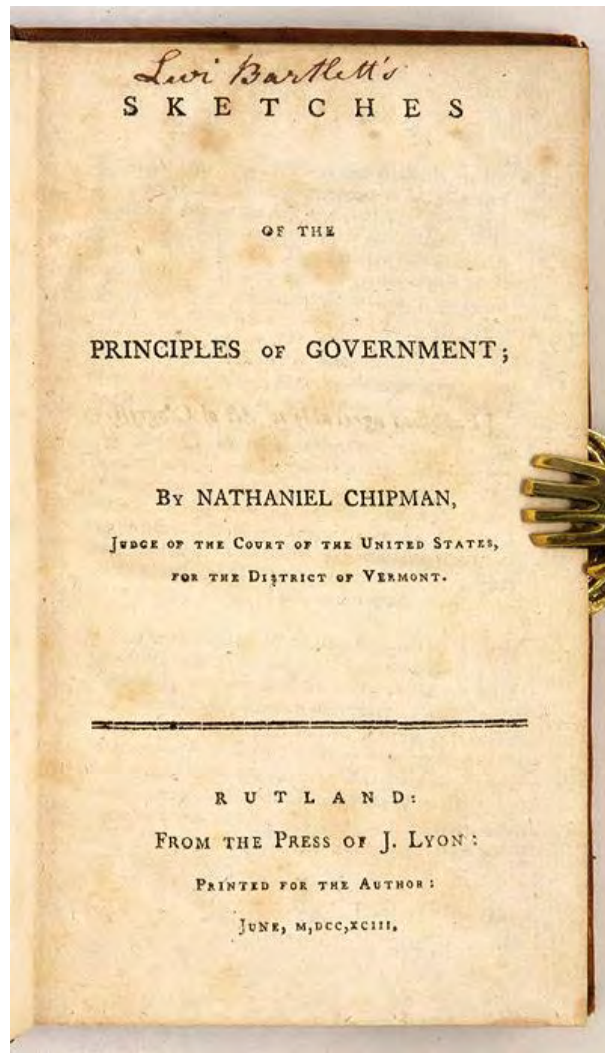 Levi Bartlett's
SKETCHES
OF THE
PRINCIPLES OF GOVERNMENT;
BY NATHANIEL CHIPMAN,
JUDGE OF THE COURT OF THE UNITED STATES,
FOR THE DISTRICT OF VERMONT.
RUTLAND:
FROM THE PRESS OF J. LYON:
PRINTED FOR THE AUTHOR:
JUNE, M,DCC,XCIII.